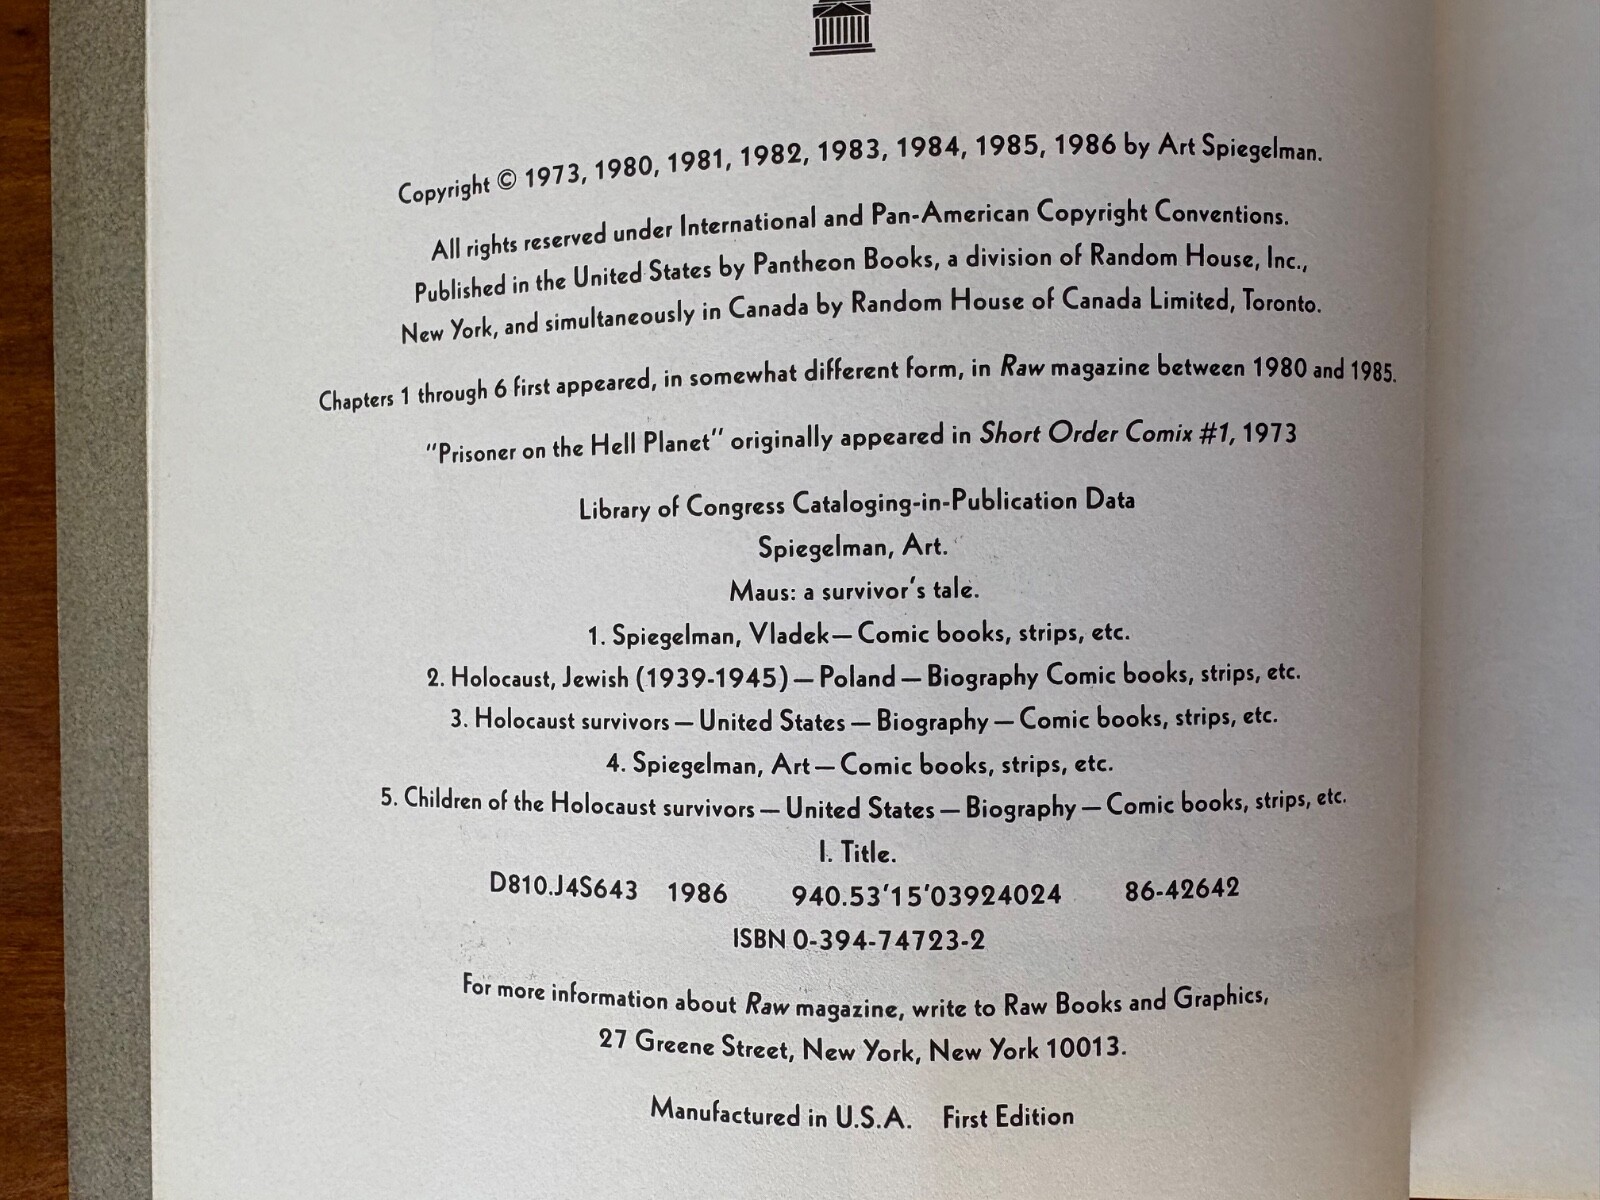 Copyright © 1973, 1980, 1981, 1982, 1983, 1984, 1985, 1986 by Art Spiegelman.
All rights reserved under International and Pan-American Copyright Conventions.
Published in the United States by Pantheon Books, a division of Random House, Inc.,
New York, and simultaneously in Canada by Random House of Canada Limited, Toronto.
Chapters 1 through 6 first appeared, in somewhat different form, in Raw magazine between 1980 and 1985.
"Prisoner on the Hell Planet" originally appeared in Short Order Comix #1, 1973
Library of Congress Cataloging-in-Publication Data
Spiegelman, Art.
Maus: a survivor's tale.
1. Spiegelman, Vladek—Comic books, strips, etc.
2. Holocaust, Jewish (1939-1945)—Poland—Biography Comic books, strips, etc.
3. Holocaust survivors—United States—Biography—Comic books, strips, etc.
4. Spiegelman, Art—Comic books, strips, etc.
5. Children of the Holocaust survivors—United States—Biography—Comic books, strips, etc.
I. Title.
D810.J4S643 1986 940.53'15'03924024 86-42642
ISBN 0-394-74723-2
For more information about Raw magazine, write to Raw Books and Graphics,
27 Greene Street, New York, New York 10013.
Manufactured in U.S.A. First Edition